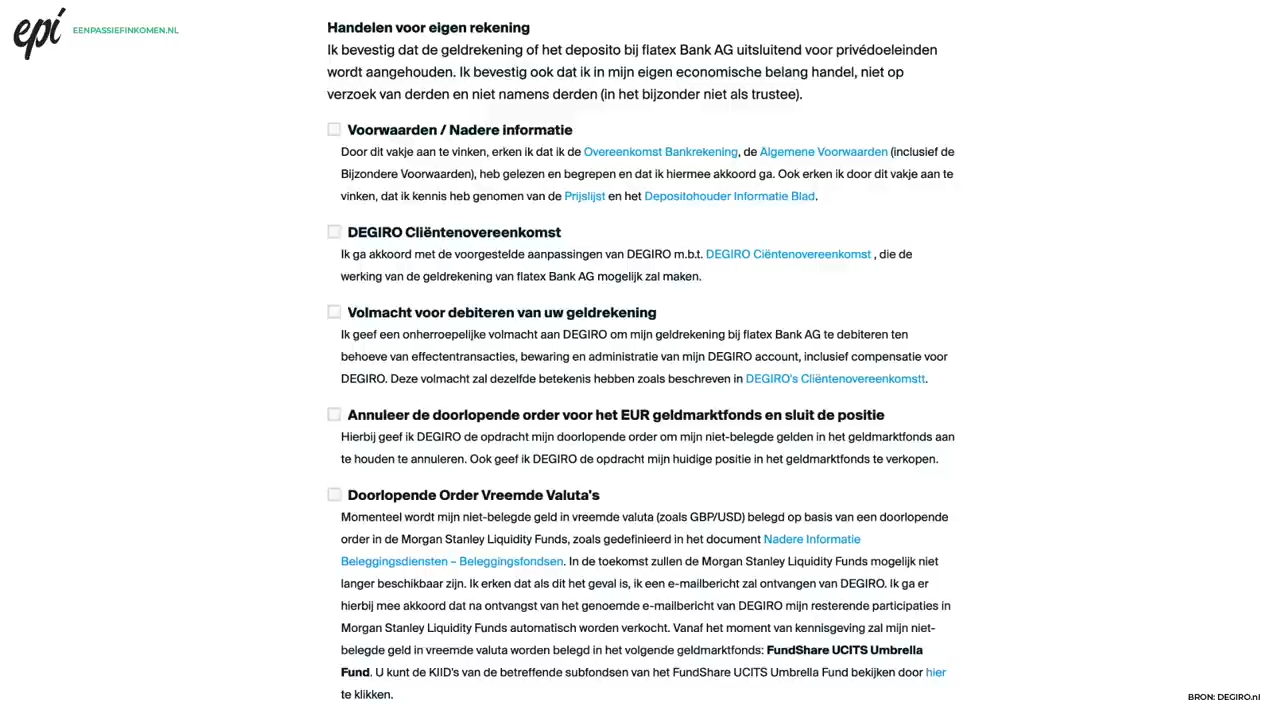 epi
EENPASSIEFINKOMEN.NL
Handelen voor eigen rekening
Ik bevestig dat de geldrekening of het deposito bij flatex Bank AG uitsluitend voor privédoeleinden
wordt aangehouden. Ik bevestig ook dat ik in mijn eigen economische belang handel, niet op
verzoek van derden en niet namens derden (in het bijzonder niet als trustee).
Voorwaarden / Nadere informatie
Door dit vakje aan te vinken, erken ik dat ik de Overeenkomst Bankrekening, de Algemene Voorwaarden (inclusief de
Bijzondere Voorwaarden), heb gelezen en begrepen en dat ik hiermee akkoord ga. Ook erken ik door dit vakje aan te
vinken, dat ik kennis heb genomen van de Prijslijst en het Depositohouder Informatie Blad.
DEGIRO Cliëntenovereenkomst
Ik ga akkoord met de voorgestelde aanpassingen van DEGIRO m.b.t. DEGIRO Ciëntenovereenkomst , die de
werking van de geldrekening van flatex Bank AG mogelijk zal maken.
Volmacht voor debiteren van uw geldrekening
Ik geef een onherroepelijke volmacht aan DEGIRO om mijn geldrekening bij flatex Bank AG te debiteren ten
behoeve van effectentransacties, bewaring en administratie van mijn DEGIRO account, inclusief compensatie voor
DEGIRO. Deze volmacht zal dezelfde betekenis hebben zoals beschreven in DEGIRO's Cliëntenovereenkomstt.
Annuleer de doorlopende order voor het EUR geldmarktfonds en sluit de positie
Hierbij geef ik DEGIRO de opdracht mijn doorlopende order om mijn niet-belegde gelden in het geldmarktfonds aan
te houden te annuleren. Ook geef ik DEGIRO de opdracht mijn huidige positie in het geldmarktfonds te verkopen.
Doorlopende Order Vreemde Valuta's
Momenteel wordt mijn niet-belegde geld in vreemde valuta (zoals GBP/USD) belegd op basis van een doorlopende
order in de Morgan Stanley Liquidity Funds, zoals gedefinieerd in het document Nadere Informatie
Beleggingsdiensten – Beleggingsfondsen. In de toekomst zullen de Morgan Stanley Liquidity Funds mogelijk niet
langer beschikbaar zijn. Ik erken dat als dit het geval is, ik een e-mailbericht zal ontvangen van DEGIRO. Ik ga er
hierbij mee akkoord dat na ontvangst van het genoemde e-mailbericht van DEGIRO mijn resterende participaties in
Morgan Stanley Liquidity Funds automatisch worden verkocht. Vanaf het moment van kennisgeving zal mijn niet-
belegde geld in vreemde valuta worden belegd in het volgende geldmarktfonds: FundShare UCITS Umbrella
Fund. U kunt de KIID's van de betreffende subfondsen van het FundShare UCITS Umbrella Fund bekijken door hier
te klikken.
BRON: DEGIRO.nl